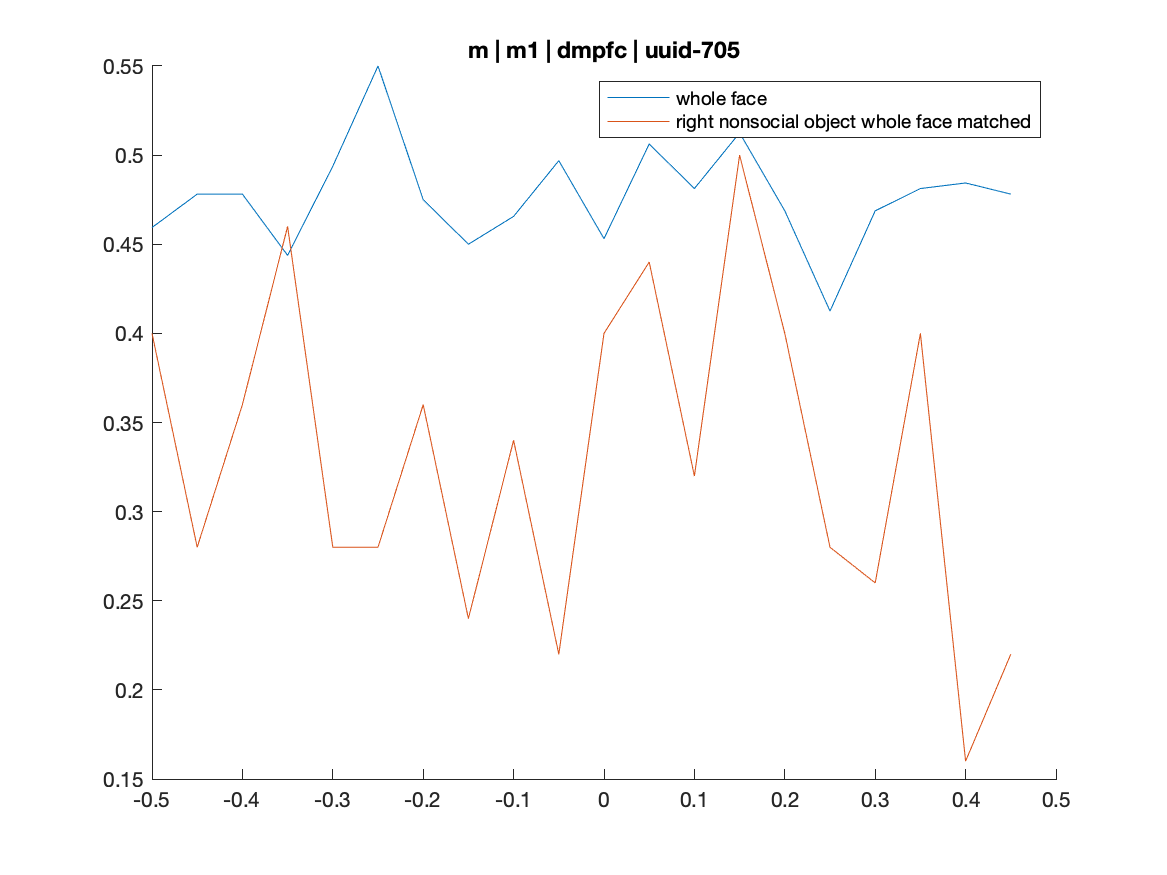 m | m1 | dmpfc | uuid-705
whole face
right nonsocial object whole face matched
0.55
0.5
0.45
0.4
0.35
0.3
0.25
0.2
0.15
-0.5 -0.4 -0.3 -0.2 -0.1 0 0.1 0.2 0.3 0.4 0.5